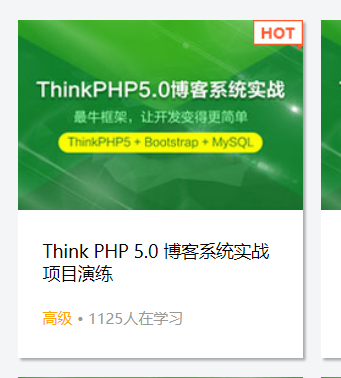 HOT
ThinkPHP5.0博客系统实战
最牛框架，让开发变得更简单
ThinkPHP5 + Bootstrap + MySQL
Think PHP 5.0 博客系统实战
项目演练
高级 • 1125人在学习